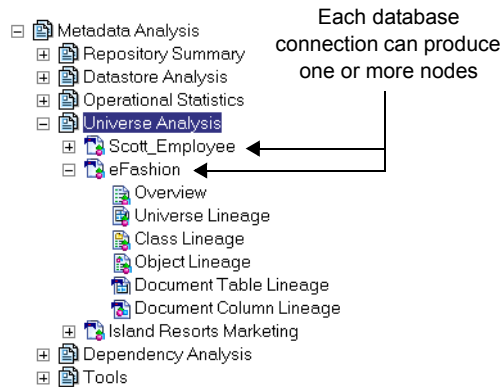 Each database
connection can produce
one or more nodes
Metadata Analysis
Repository Summary
Datastore Analysis
Operational Statistics
Universe Analysis
Scott_Employee
eFashion
Overview
Universe Lineage
Class Lineage
Object Lineage
Document Table Lineage
Document Column Lineage
Island Resorts Marketing
Dependency Analysis
Tools